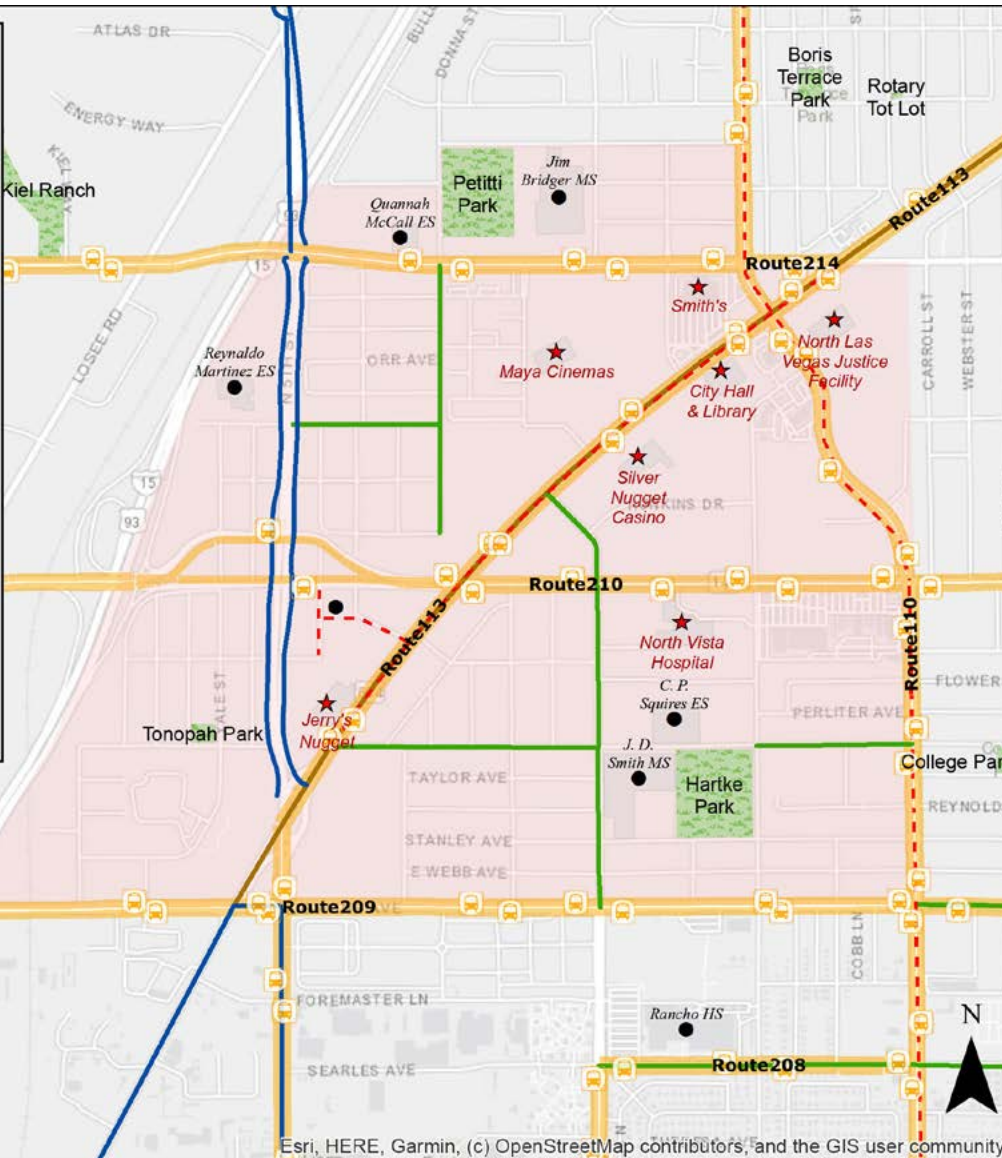 ATLAS DR
DONNA ST
Boris
Terrace
Park
Rotary
Tot Lot
ENERGY WAY
Kiel Ranch
Jim
Bridger MS
Petitti
Park
Quannah
McCall ES
Route113
93
15
Route214
Smith's
LOSEE RD
N 5TH ST
Reynaldo
Martinez ES
ORR AVE
Maya Cinemas
North Las
Vegas Justice
Facility
CARROLL ST
WEBSTER ST
City Hall
& Library
15
93
Silver
Nugget
Casino
Route210
Route113
Route110
North Vista
Hospital
C. P.
Squires ES
FLOWER
PERLITER AVE
Jerry's
Nugget
Tonopah Park
J. D.
Smith MS
College Par
TAYLOR AVE
Hartke
Park
REYNOLD
STANLEY AVE
E WEBB AVE
Route209
AVE
COBB LN
FOREMASTER LN
Rancho HS
N
SEARLES AVE
Route208
Esri, HERE, Garmin, (c) OpenStreetMap contributors, and the GIS user community